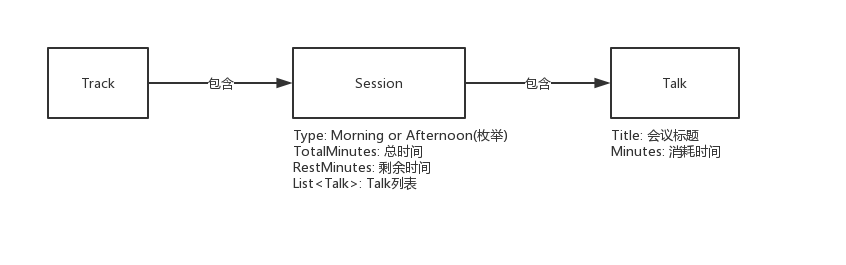 Track
包含
Session
包含
Talk
Type: Morning or Afternoon(枚举)
TotalMinutes: 总时间
RestMinutes: 剩余时间
List<Talk>: Talk列表
Title: 会议标题
Minutes: 消耗时间